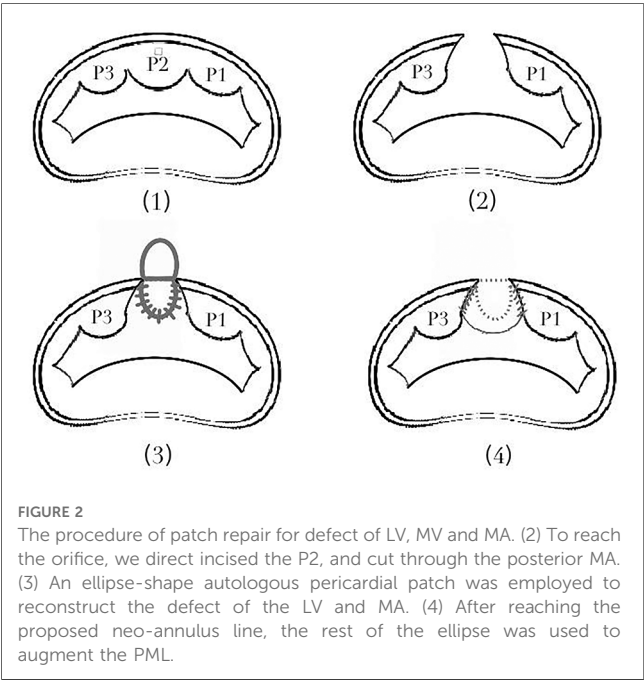 P3 P2 P1
P3 P1
(1) (2)
P3 P1
P3 P1
(3) (4)
FIGURE 2
The procedure of patch repair for defect of LV, MV and MA. (2) To reach
the orifice, we direct incised the P2, and cut through the posterior MA.
(3) An ellipse-shape autologous pericardial patch was employed to
reconstruct the defect of the LV and MA. (4) After reaching the
proposed neo-annulus line, the rest of the ellipse was used to
augment the PML.